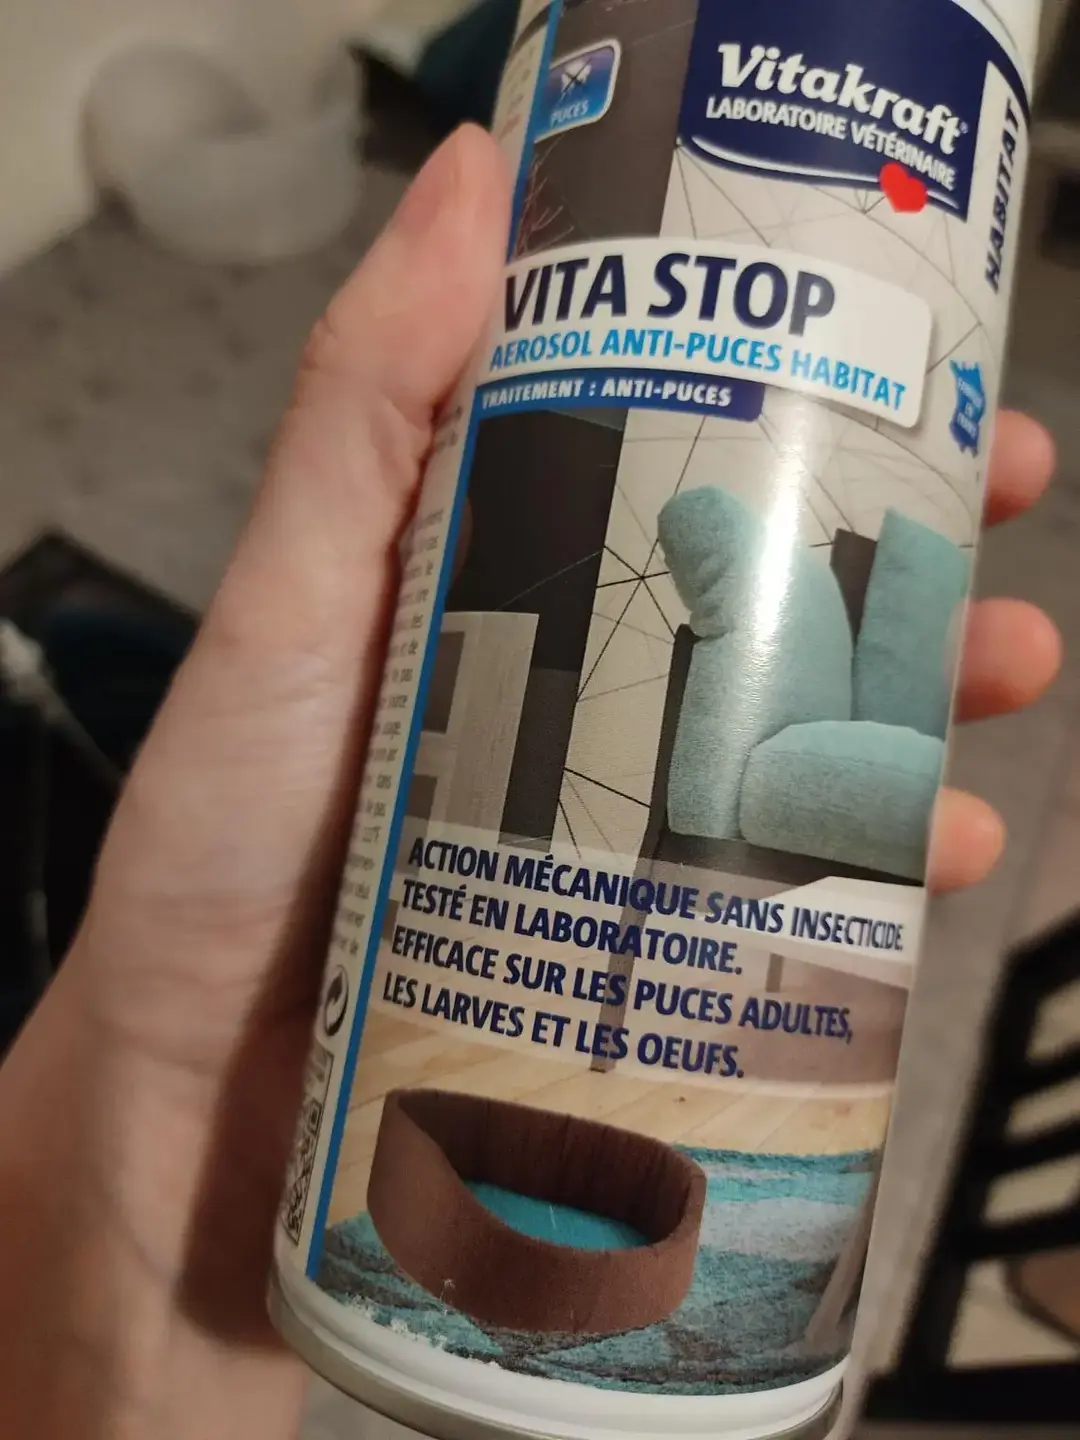 PUCES
Vitakraft
LABORATOIRE VÉTÉRINAIRE
HABITAT
VITA STOP
AEROSOL ANTI-PUCES HABITAT
TRAITEMENT : ANTI-PUCES
ACTION MÉCANIQUE SANS INSECTICIDE.
TESTÉ EN LABORATOIRE.
EFFICACE SUR LES PUCES ADULTES,
LES LARVES ET LES OEUFS.